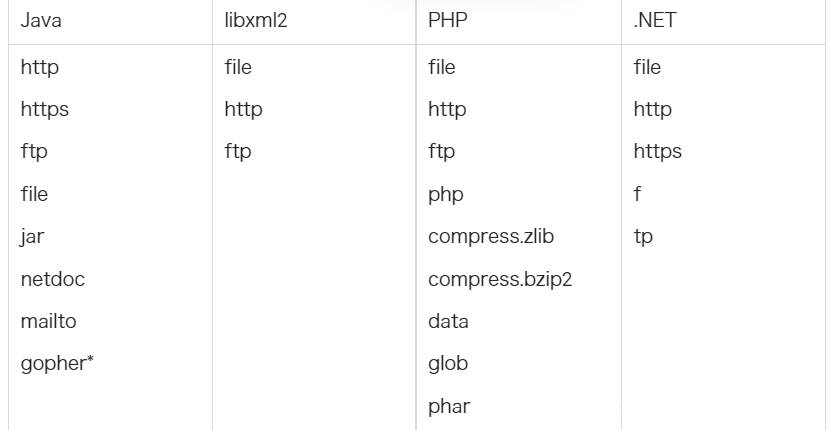 Java libxml2 PHP .NET
http file file file
https http http http
ftp ftp ftp https
file php f
jar compress.zlib tp
netdoc compress.bzip2
mailto data
gopher* glob
phar